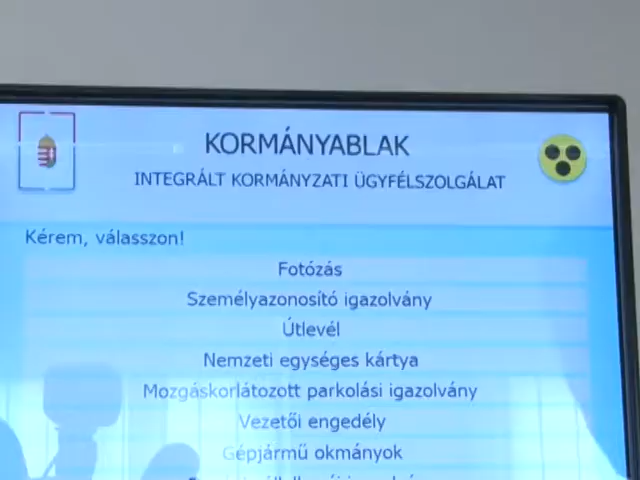 KORMÁNYABLAK
INTEGRÁLT KORMÁNYZATI ÜGYFÉLSZOLGÁLAT
Kérem, válasszon!
Fotózás
Személyazonosító igazolvány
Útlevél
Nemzeti egységes kártya
Mozgáskorlátozott parkolási igazolvány
Vezetői engedély
Gépjármű okmányok